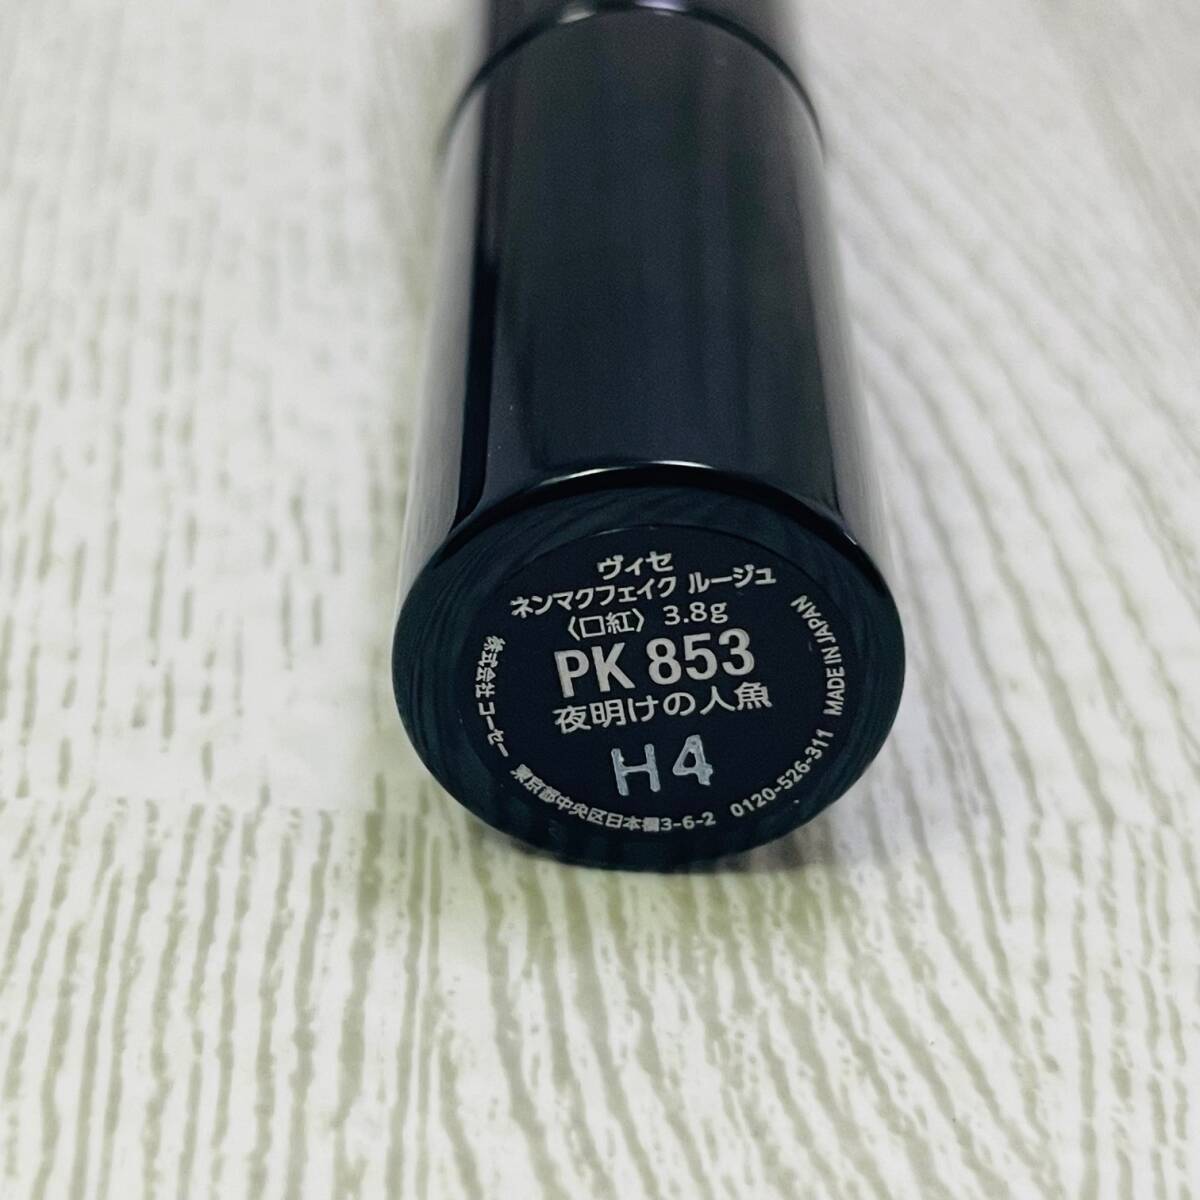 ヴィセ
ネンマクフェイク ルージュ
〈口紅〉 3.8g
PK 853
夜明けの人魚
H4
株式会社コーセー 東京都中央区日本橋3-6-2 0120-526-311 MADE IN JAPAN